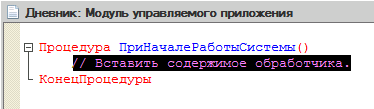 Дневник: Модуль управляемого приложения
Процедура ПриНачалеРаботыСистемы()
// Вставить содержимое обработчика.
КонецПроцедуры